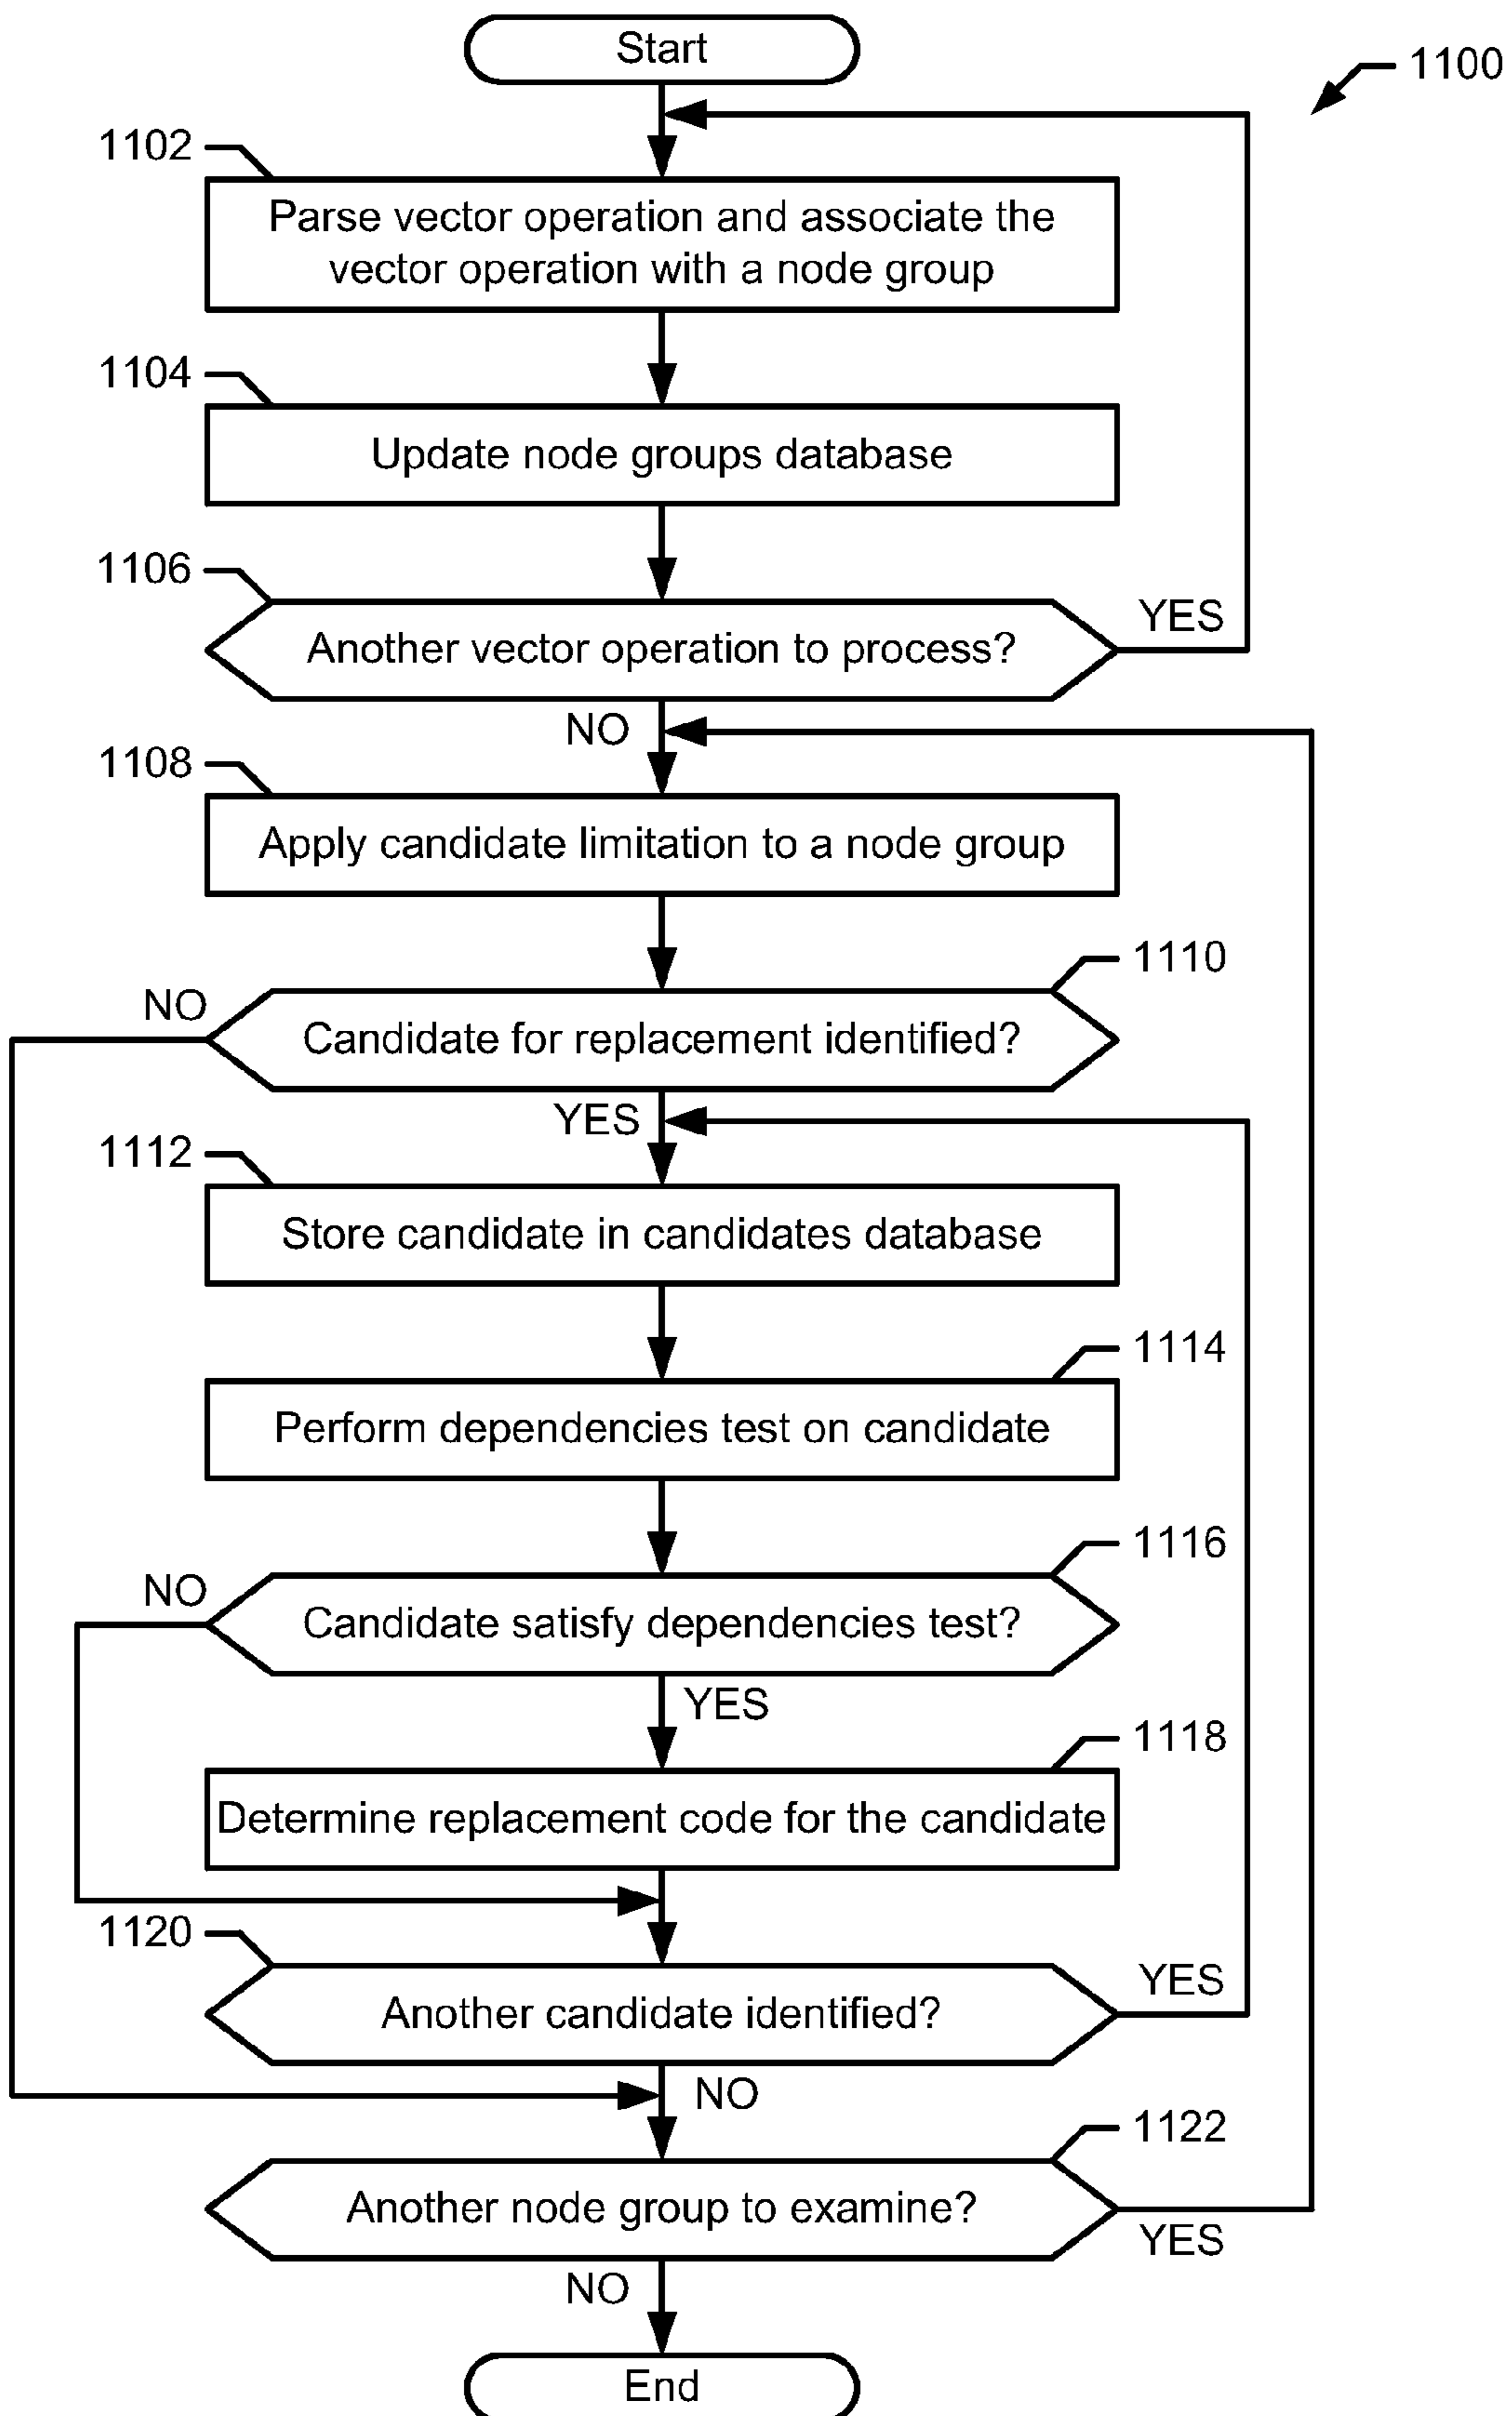 Start
1100
1102
Parse vector operation and associate the
vector operation with a node group
1104
Update node groups database
1106
Another vector operation to process?
YES
NO
1108
Apply candidate limitation to a node group
1110
NO
Candidate for replacement identified?
YES
1112
Store candidate in candidates database
1114
Perform dependencies test on candidate
1116
NO
Candidate satisfy dependencies test?
YES
1118
Determine replacement code for the candidate
1120
YES
Another candidate identified?
NO
1122
Another node group to examine?
YES
NO
End